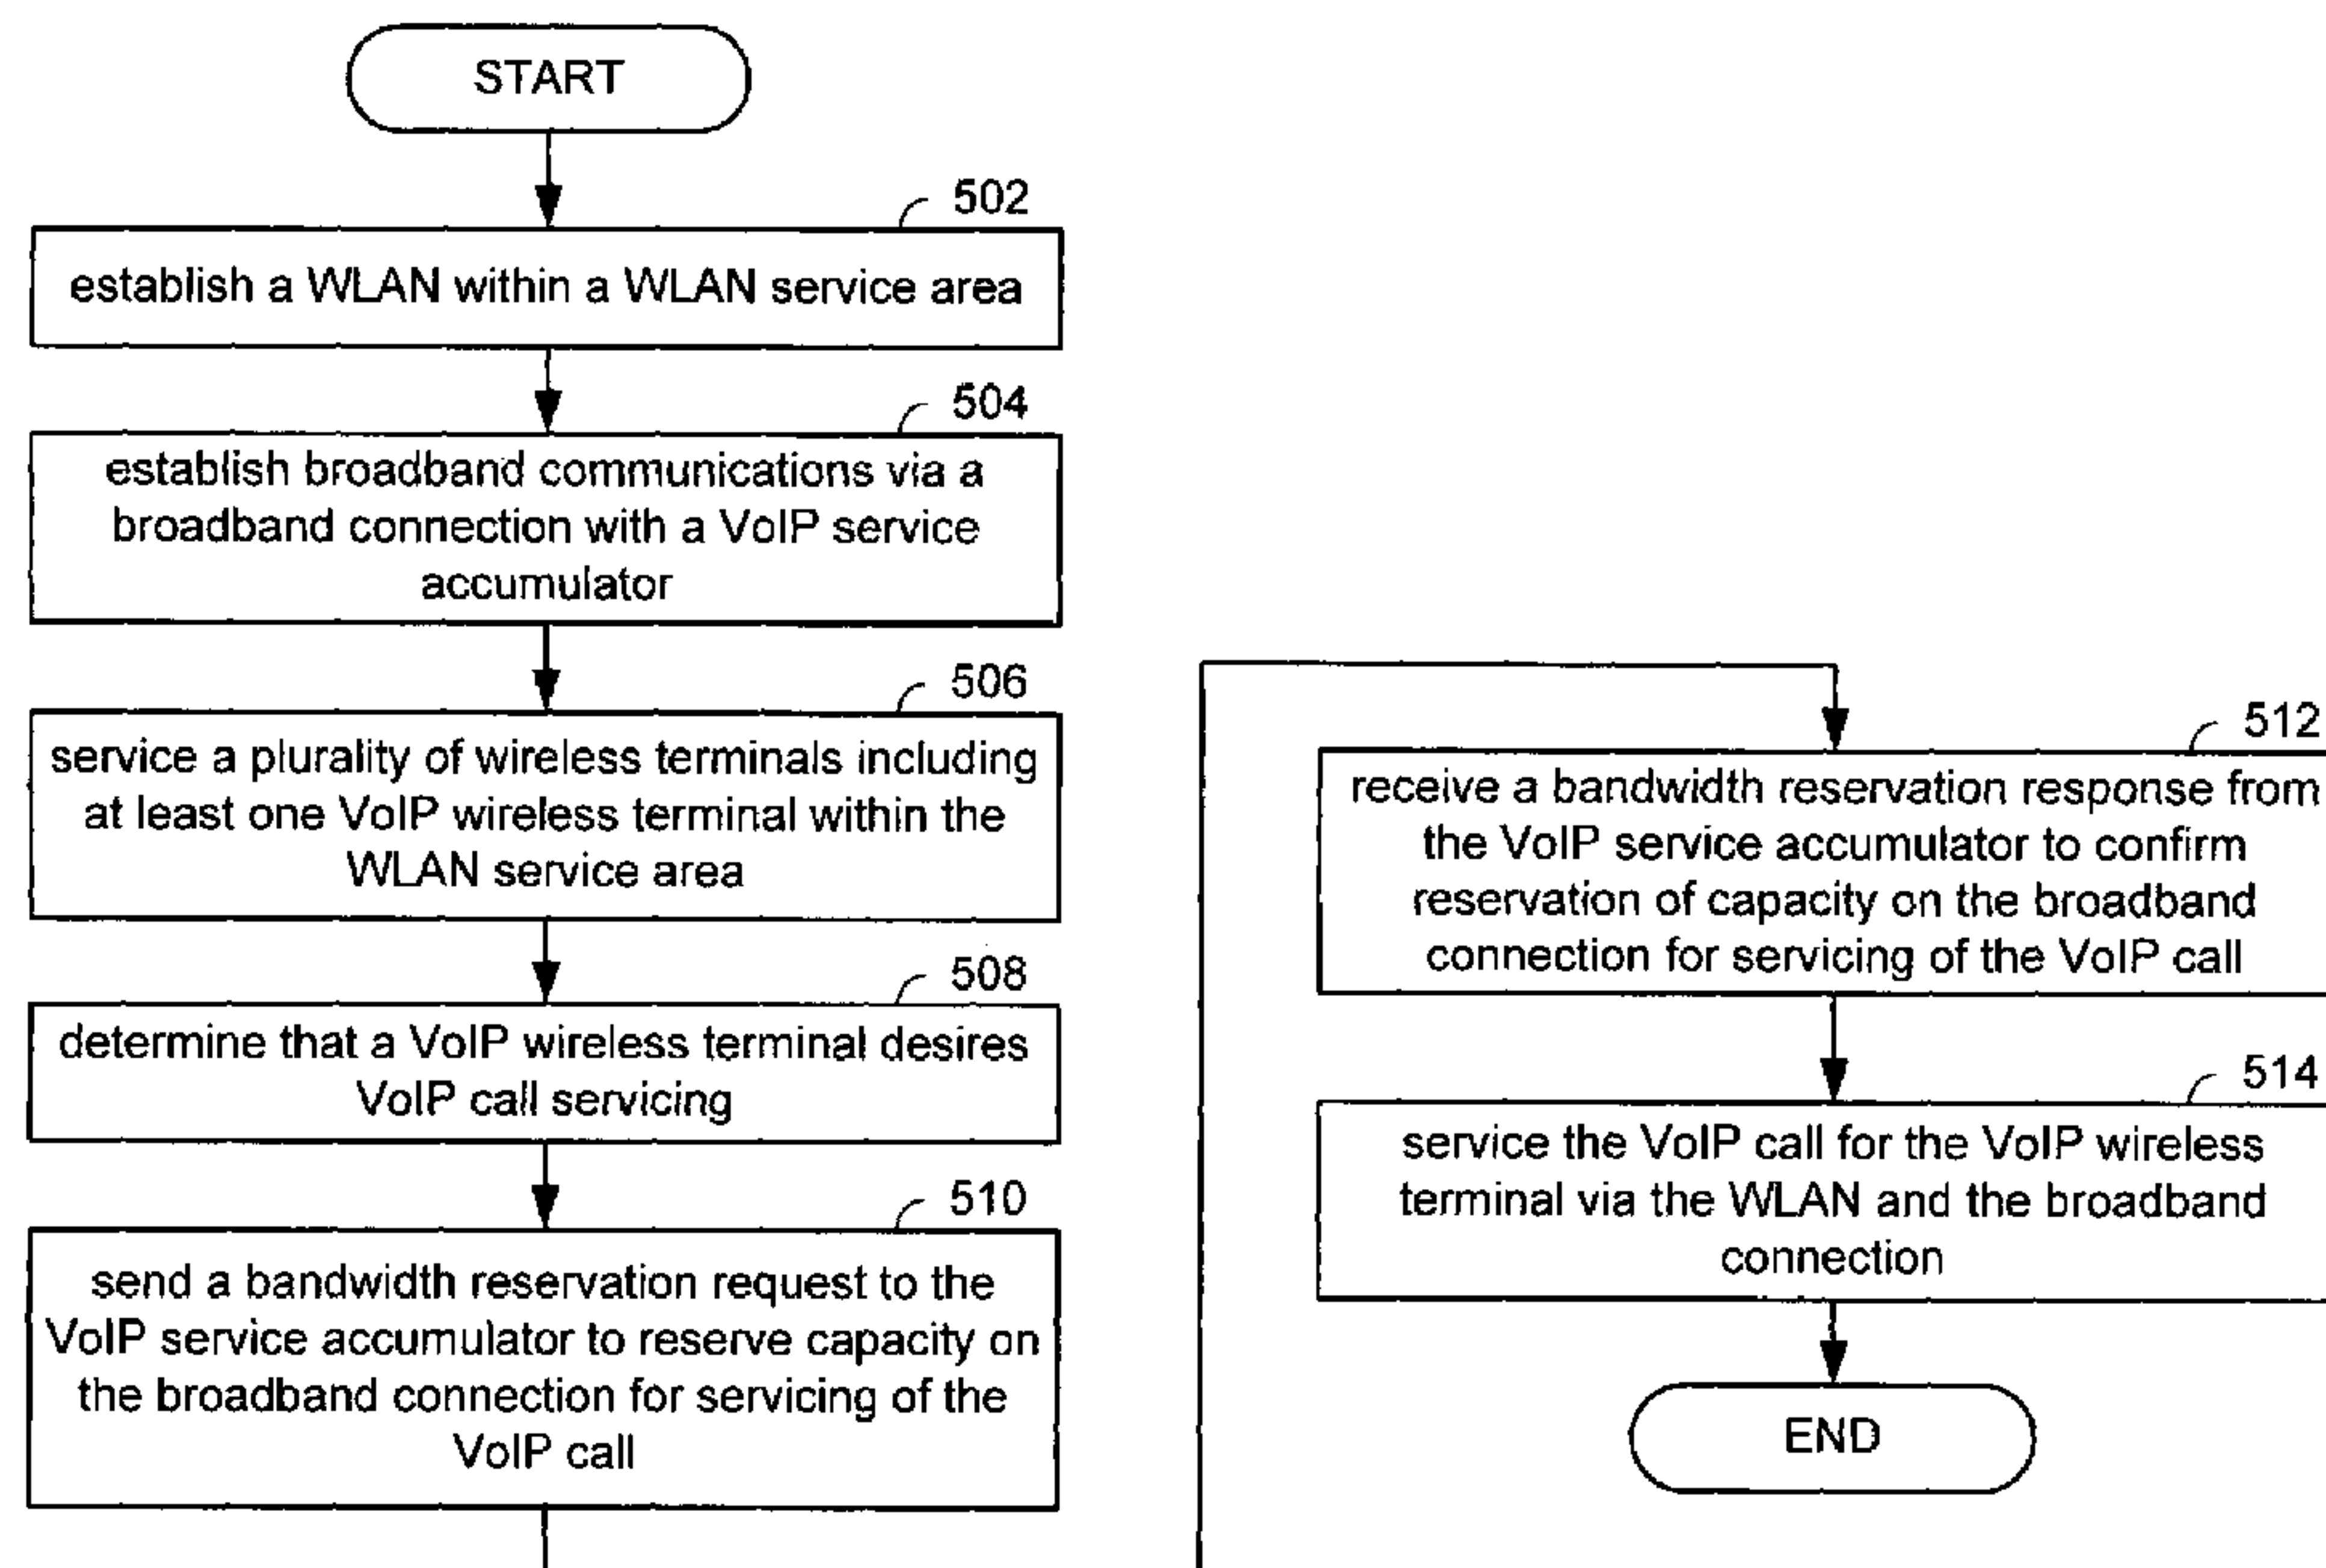 START
502
establish a WLAN within a WLAN service area
504
establish broadband communications via a
broadband connection with a VoIP service
accumulator
506
service a plurality of wireless terminals including
at least one VoIP wireless terminal within the
WLAN service area
508
determine that a VoIP wireless terminal desires
VoIP call servicing
510
send a bandwidth reservation request to the
VoIP service accumulator to reserve capacity on
the broadband connection for servicing of the
VoIP call
512
receive a bandwidth reservation response from
the VoIP service accumulator to confirm
reservation of capacity on the broadband
connection for servicing of the VoIP call
514
service the VoIP call for the VoIP wireless
terminal via the WLAN and the broadband
connection
END